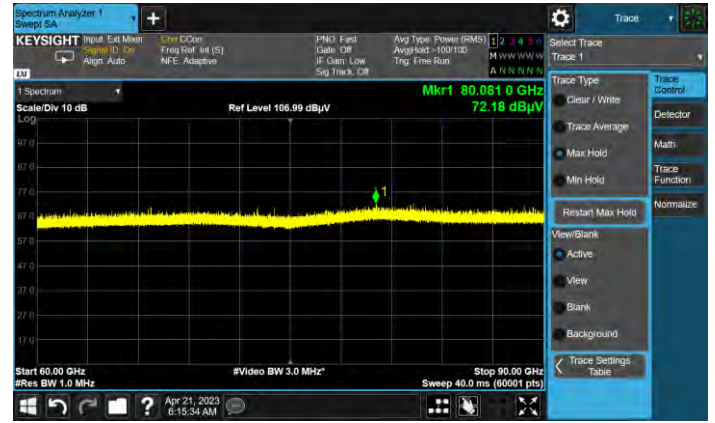 Spectrum Analyzer 1
Swept SA
+
Trace
KEYSIGHT
Input: Ext Mixer
Signal ID: On
Align: Auto
Corr CCorr
Freq Ref: Int (S)
NFE: Adaptive
PNO: Fast
Gate: Off
IF Gain: Low
Sig Track: Off
Avg Type: Power (RMS)
Avg|Hold:>100/100
Trig: Free Run
1 2 3 4 5 6
M W W W W W
A N N N N N
LXI
Select Trace
Trace 1
1 Spectrum
Scale/Div 10 dB
Log
Ref Level 106.99 dBµV
Mkr1 80.081 0 GHz
72.18 dBµV
97.0
87.0
77.0
67.0
57.0
47.0
37.0
27.0
17.0
1
Start 60.00 GHz
#Res BW 1.0 MHz
#Video BW 3.0 MHz*
Stop 90.00 GHz
Sweep 40.0 ms (60001 pts)
Trace Type
Clear / Write
Trace Average
Max Hold
Min Hold
Restart Max Hold
View/Blank
Active
View
Blank
Background
Trace Settings
Table
Trace
Control
Detector
Math
Trace
Function
Normalize
?
Apr 21, 2023
6:15:34 AM